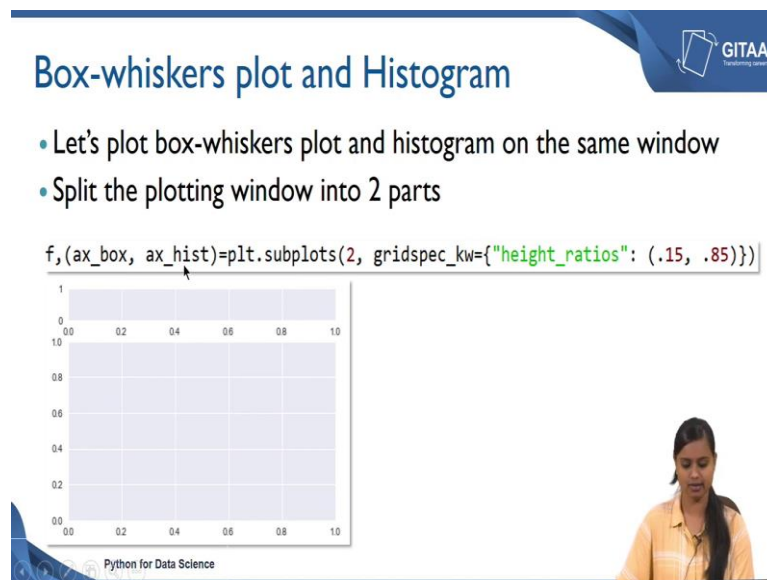 GITAA
Transforming careers
Box-whiskers plot and Histogram
• Let's plot box-whiskers plot and histogram on the same window
• Split the plotting window into 2 parts
f,(ax_box, ax_hist)=plt.subplots(2, gridspec_kw={"height_ratios": (.15, .85)})
1
0
0.0 0.2 0.4 0.6 0.8 1.0
1.0
0.8
0.6
0.4
0.2
0.0
0.0 0.2 0.4 0.6 0.8 1.0
Python for Data Science